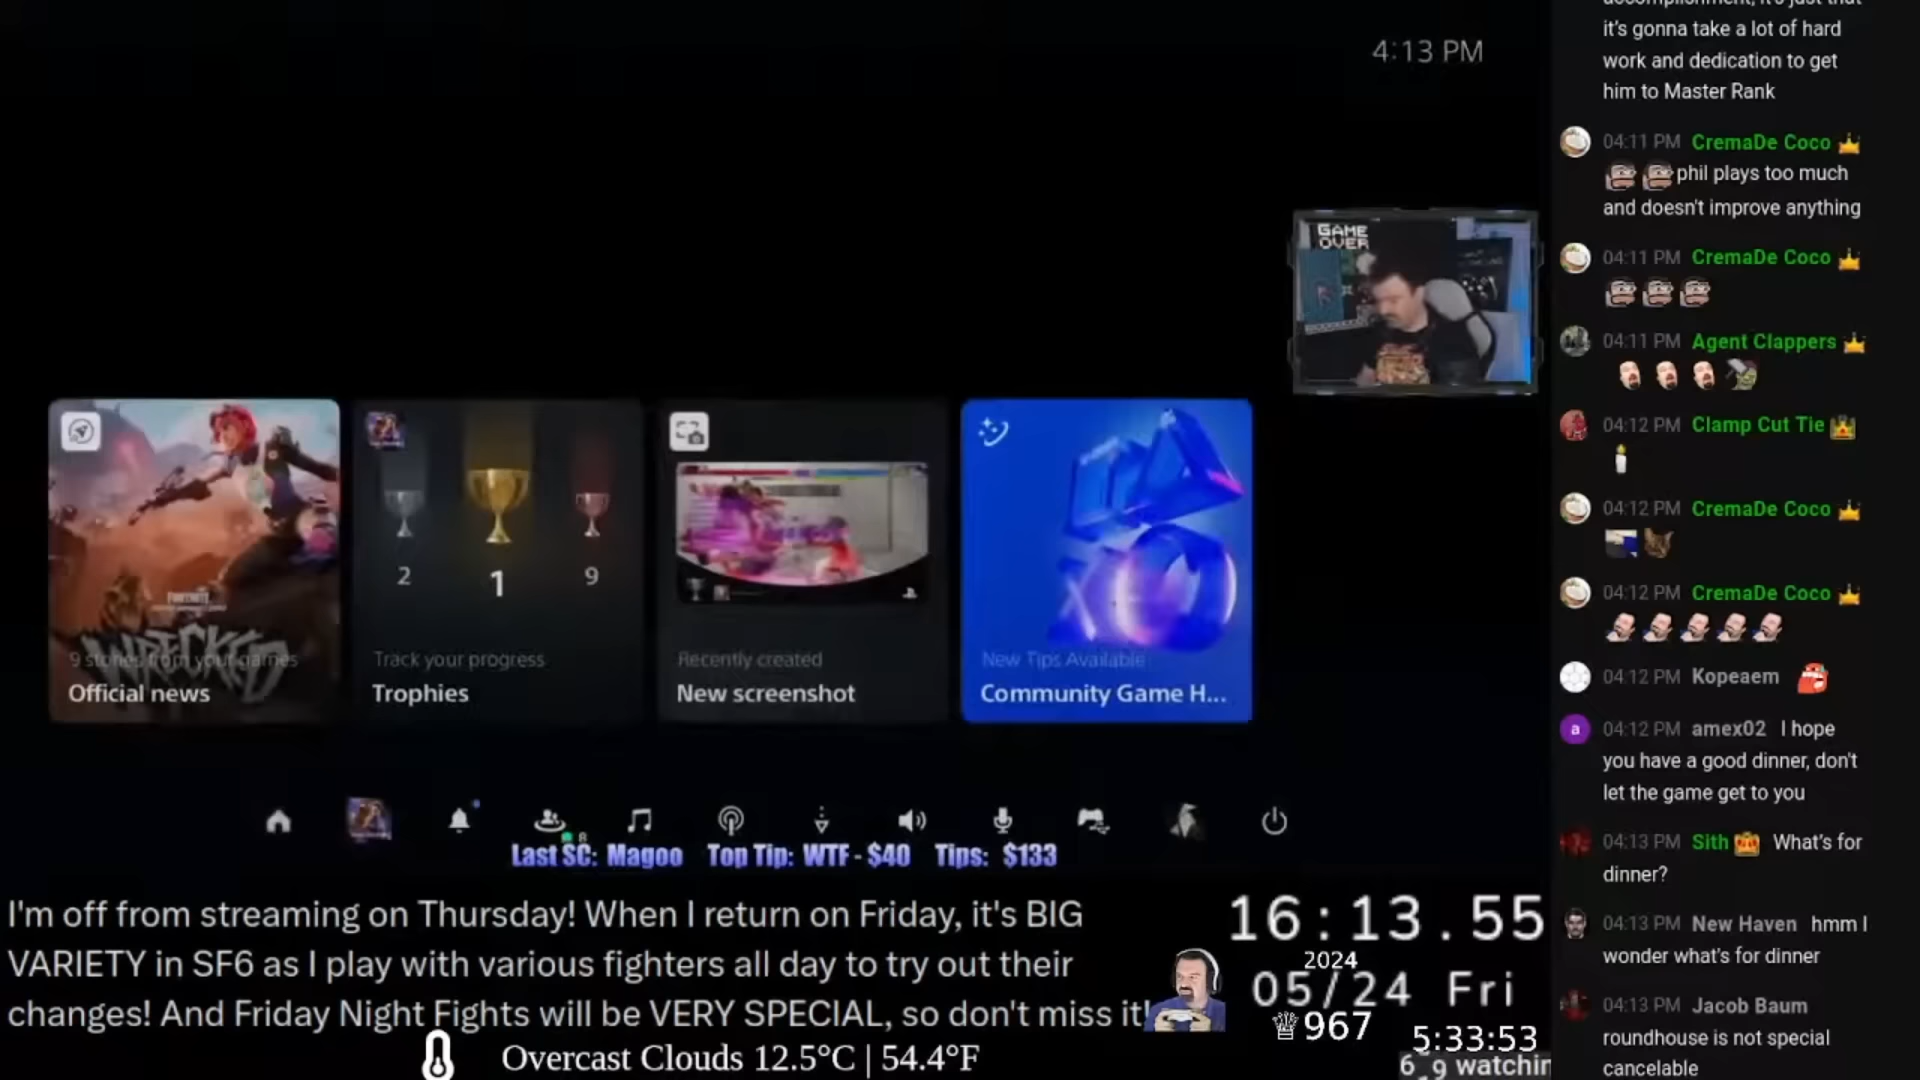 4:13 PM
GAME
OVER
FORTNITE
WRECKED
9 stories from your games
Official news
2
1
9
Track your progress
Trophies
Recently created
New screenshot
New Tips Available
Community Game H...
8
Last SC: Magoo Top Tip: WTF - $40 Tips: $133
I'm off from streaming on Thursday! When I return on Friday, it's BIG
VARIETY in SF6 as I play with various fighters all day to try out their
changes! And Friday Night Fights will be VERY SPECIAL, so don't miss it!
Overcast Clouds 12.5°C | 54.4°F
16:13.55
2024
05/24 Fri
967
5:33:53
watchin
it's gonna take a lot of hard
work and dedication to get
him to Master Rank
04:11 PM CremaDe Coco
phil plays too much
and doesn't improve anything
04:11 PM CremaDe Coco
04:11 PM Agent Clappers
04:12 PM Clamp Cut Tie
04:12 PM CremaDe Coco
04:12 PM CremaDe Coco
04:12 PM Kopeaem
a
04:12 PM amex02 I hope
you have a good dinner, don't
let the game get to you
04:13 PM Sith What's for
dinner?
04:13 PM New Haven hmm I
wonder what's for dinner
04:13 PM Jacob Baum
roundhouse is not special
cancelable